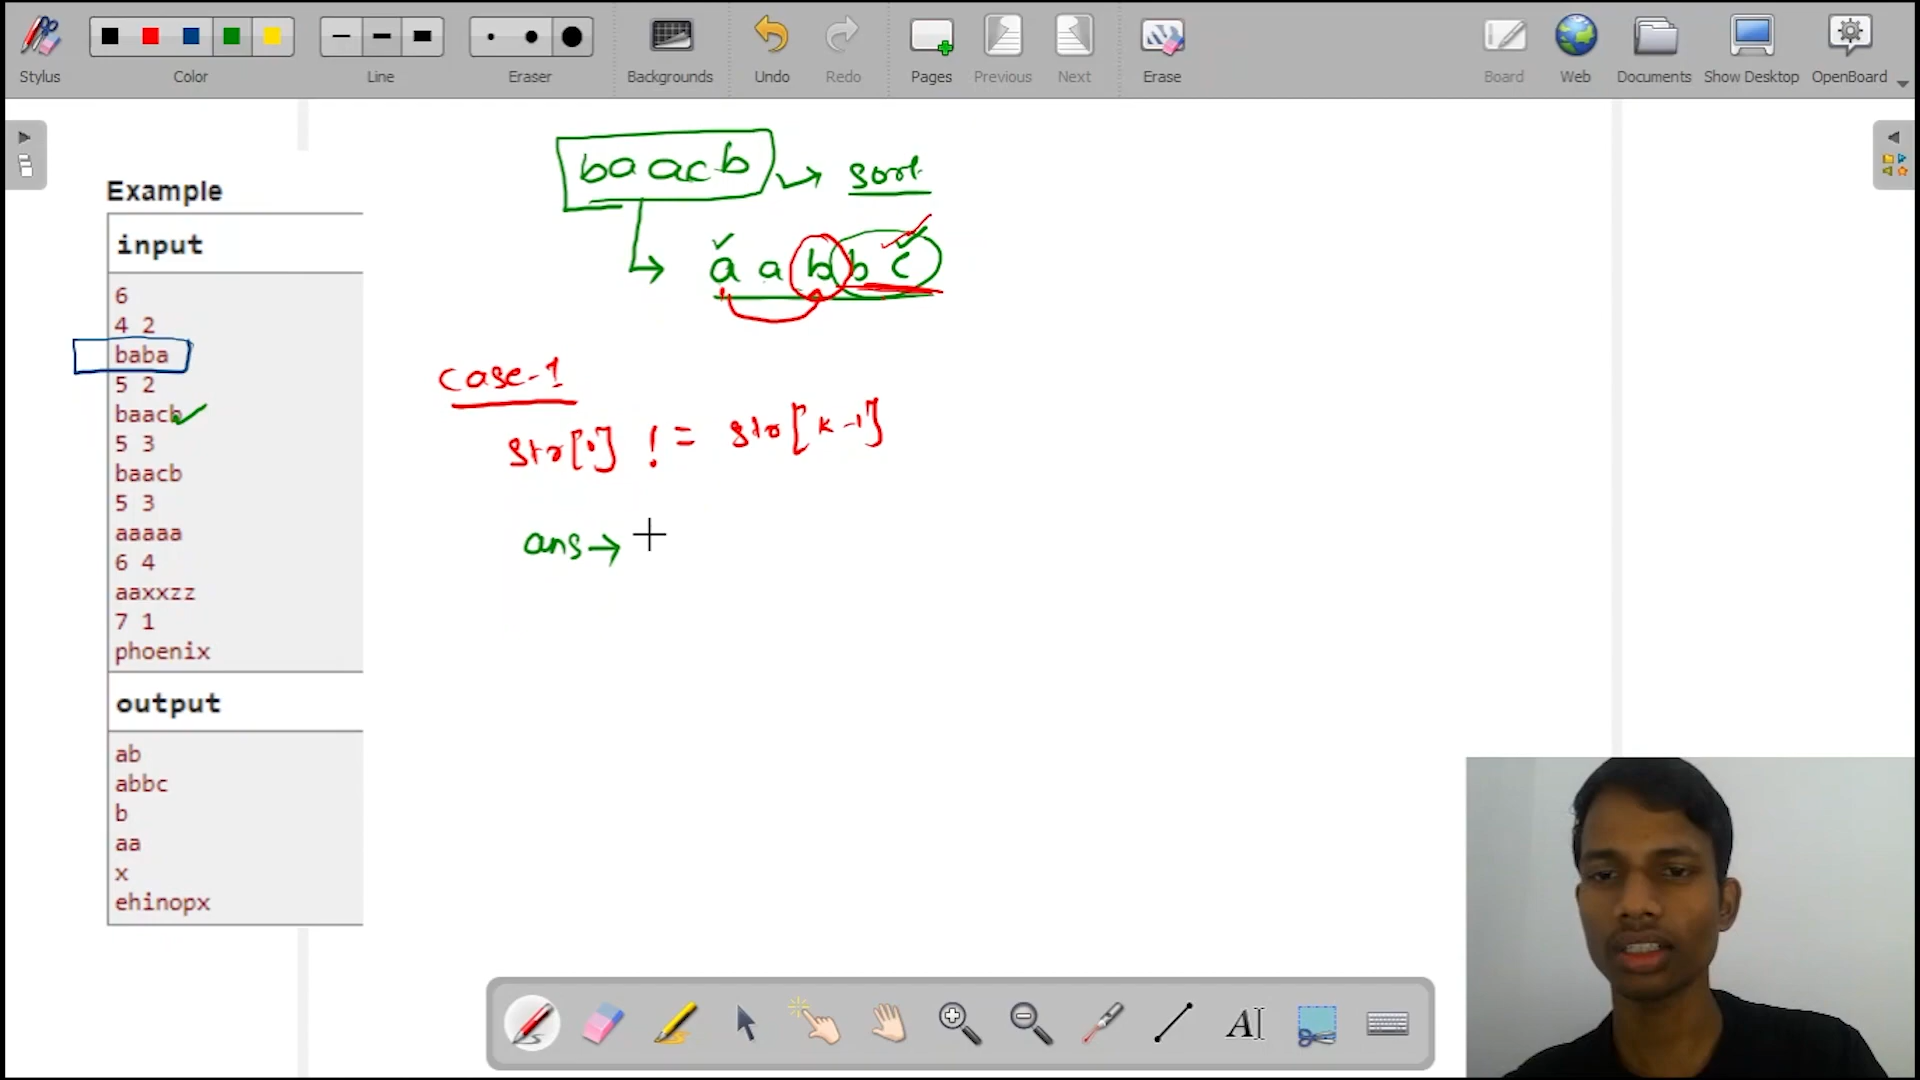 Stylus
Color
Line
Eraser
Backgrounds
Undo
Redo
Pages
Previous
Next
Erase
Board
Web
Documents
Show Desktop
OpenBoard
baacb → sort
a a b b c
Example
input
6
4 2
baba
5 2
baacb
5 3
baacb
5 3
aaaaa
6 4
aaxxzz
7 1
phoenix
output
ab
abbc
b
aa
x
ehinopx
Case-1
str[0] != str[k-1]
ans →